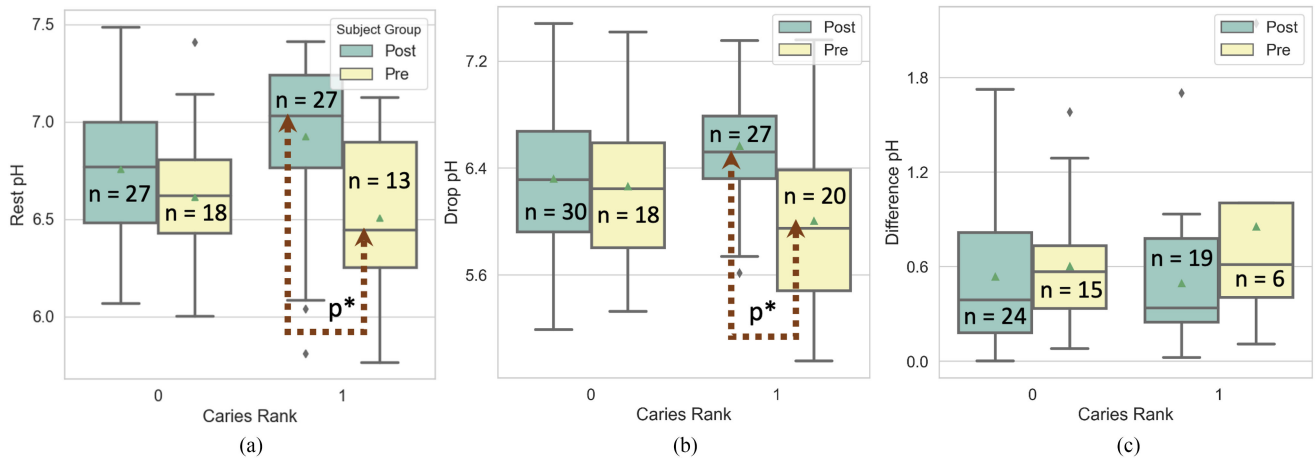 7.5
7.0
6.5
6.0
Rest pH
Subject Group
Post
Pre
n = 27
n = 18
n = 27
n = 13
p*
0
1
Caries Rank
(a)
7.2
6.4
5.6
Drop pH
Post
Pre
n = 30
n = 18
n = 27
n = 20
p*
0
1
Caries Rank
(b)
1.8
1.2
0.6
0.0
Difference pH
Post
Pre
n = 24
n = 15
n = 19
n = 6
0
1
Caries Rank
(c)